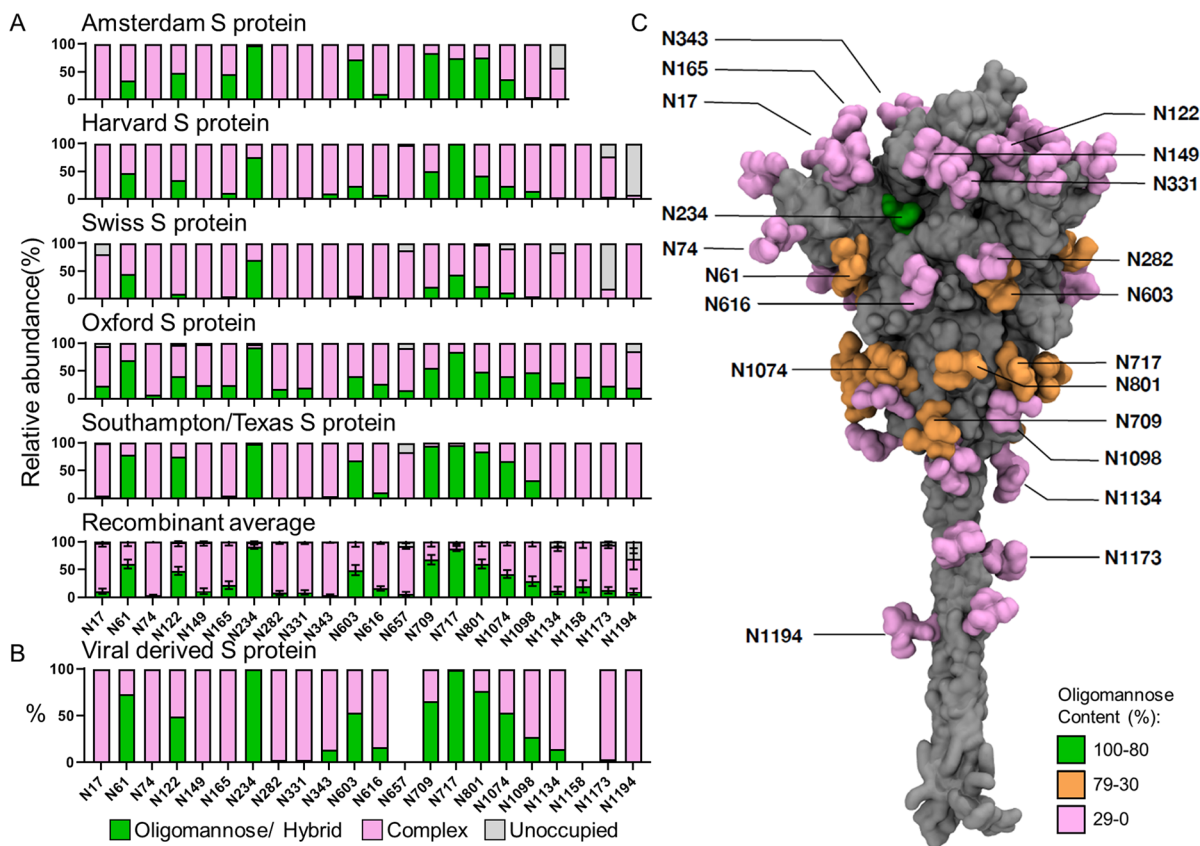 A
Amsterdam S protein
100
50
0
Harvard S protein
100
50
0
Swiss S protein
100
50
0
Oxford S protein
100
50
0
Southampton/Texas S protein
100
50
0
Recombinant average
100
50
0
Relative abundance(%)
N17 N61 N74 N122 N149 N165 N234 N282 N331 N343 N603 N616 N657 N709 N717 N801 N1074 N1098 N1134 N1158 N1173 N1194
B
Viral derived S protein
100
50
0
%
N17 N61 N74 N122 N149 N165 N234 N282 N331 N343 N603 N616 N657 N709 N717 N801 N1074 N1098 N1134 N1158 N1173 N1194
Oligomannose/ Hybrid Complex Unoccupied
C
N343
N165
N17
N234
N74
N61
N616
N1074
N1194
N122
N149
N331
N282
N603
N717
N801
N709
N1098
N1134
N1173
Oligomannose
Content (%):
100-80
79-30
29-0